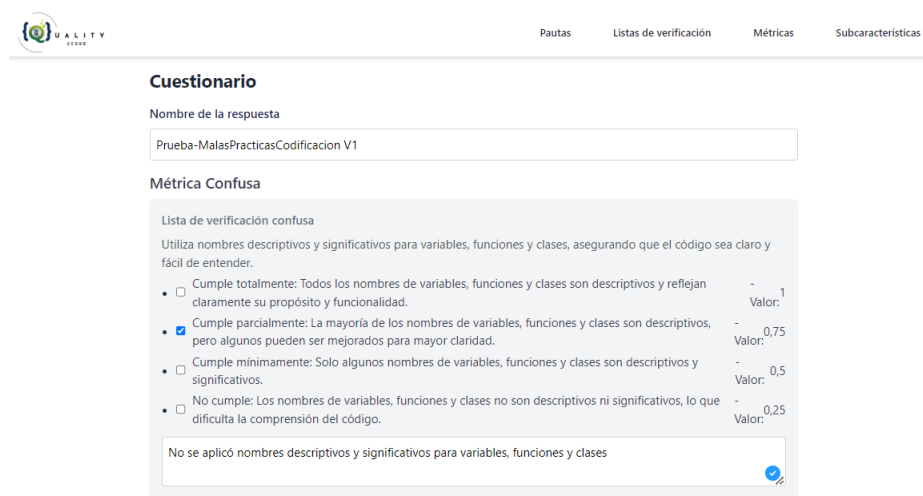 {Q} UALITY
CCODE
Pautas Listas de verificación Métricas Subcaracterísticas
Cuestionario
Nombre de la respuesta
Prueba-MalasPracticasCodificacion V1
Métrica Confusa
Lista de verificación confusa
Utiliza nombres descriptivos y significativos para variables, funciones y clases, asegurando que el código sea claro y
fácil de entender.
Cumple totalmente: Todos los nombres de variables, funciones y clases son descriptivos y reflejan
claramente su propósito y funcionalidad.
- Valor: 1
Cumple parcialmente: La mayoría de los nombres de variables, funciones y clases son descriptivos,
pero algunos pueden ser mejorados para mayor claridad.
- Valor: 0,75
Cumple mínimamente: Solo algunos nombres de variables, funciones y clases son descriptivos y
significativos.
- Valor: 0,5
No cumple: Los nombres de variables, funciones y clases no son descriptivos ni significativos, lo que
dificulta la comprensión del código.
- Valor: 0,25
No se aplicó nombres descriptivos y significativos para variables, funciones y clases